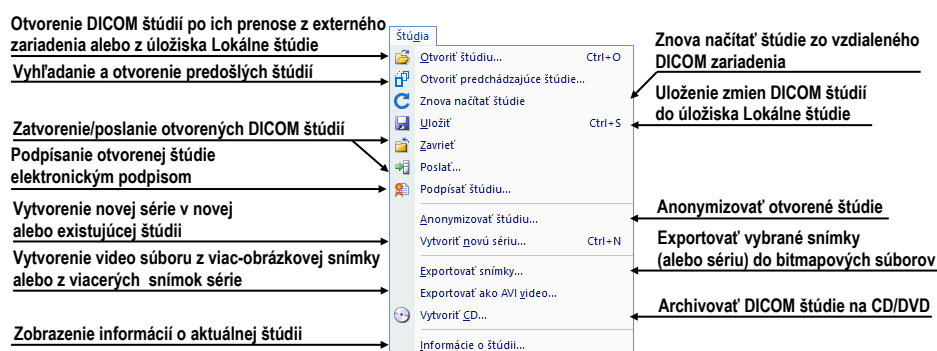 Otvorenie DICOM štúdií po ich prenose z externého
zariadenia alebo z úložiska Lokálne štúdie
Vyhľadanie a otvorenie predošlých štúdií
Zatvorenie/poslanie otvorených DICOM štúdií
Podpísanie otvorenej štúdie
elektronickým podpisom
Vytvorenie novej série v novej
alebo existujúcej štúdii
Vytvorenie video súboru z viac-obrázkovej snímky
alebo z viacerých snímok série
Zobrazenie informácií o aktuálnej štúdii
Štúdia
Otvoriť štúdiu... Ctrl+O
Otvoriť predchádzajúce štúdie...
Znova načítať štúdie
Uložiť Ctrl+S
Zavrieť
Poslať...
Podpísať štúdiu...
Anonymizovať štúdiu...
Vytvoriť novú sériu... Ctrl+N
Exportovať snímky...
Exportovať ako AVI video...
Vytvoriť CD...
Informácie o štúdii...
Znova načítať štúdie zo vzdialeného
DICOM zariadenia
Uloženie zmien DICOM štúdií
do úložiska Lokálne štúdie
Anonymizovať otvorené štúdie
Exportovať vybrané snímky
(alebo sériu) do bitmapových súborov
Archivovať DICOM štúdie na CD/DVD